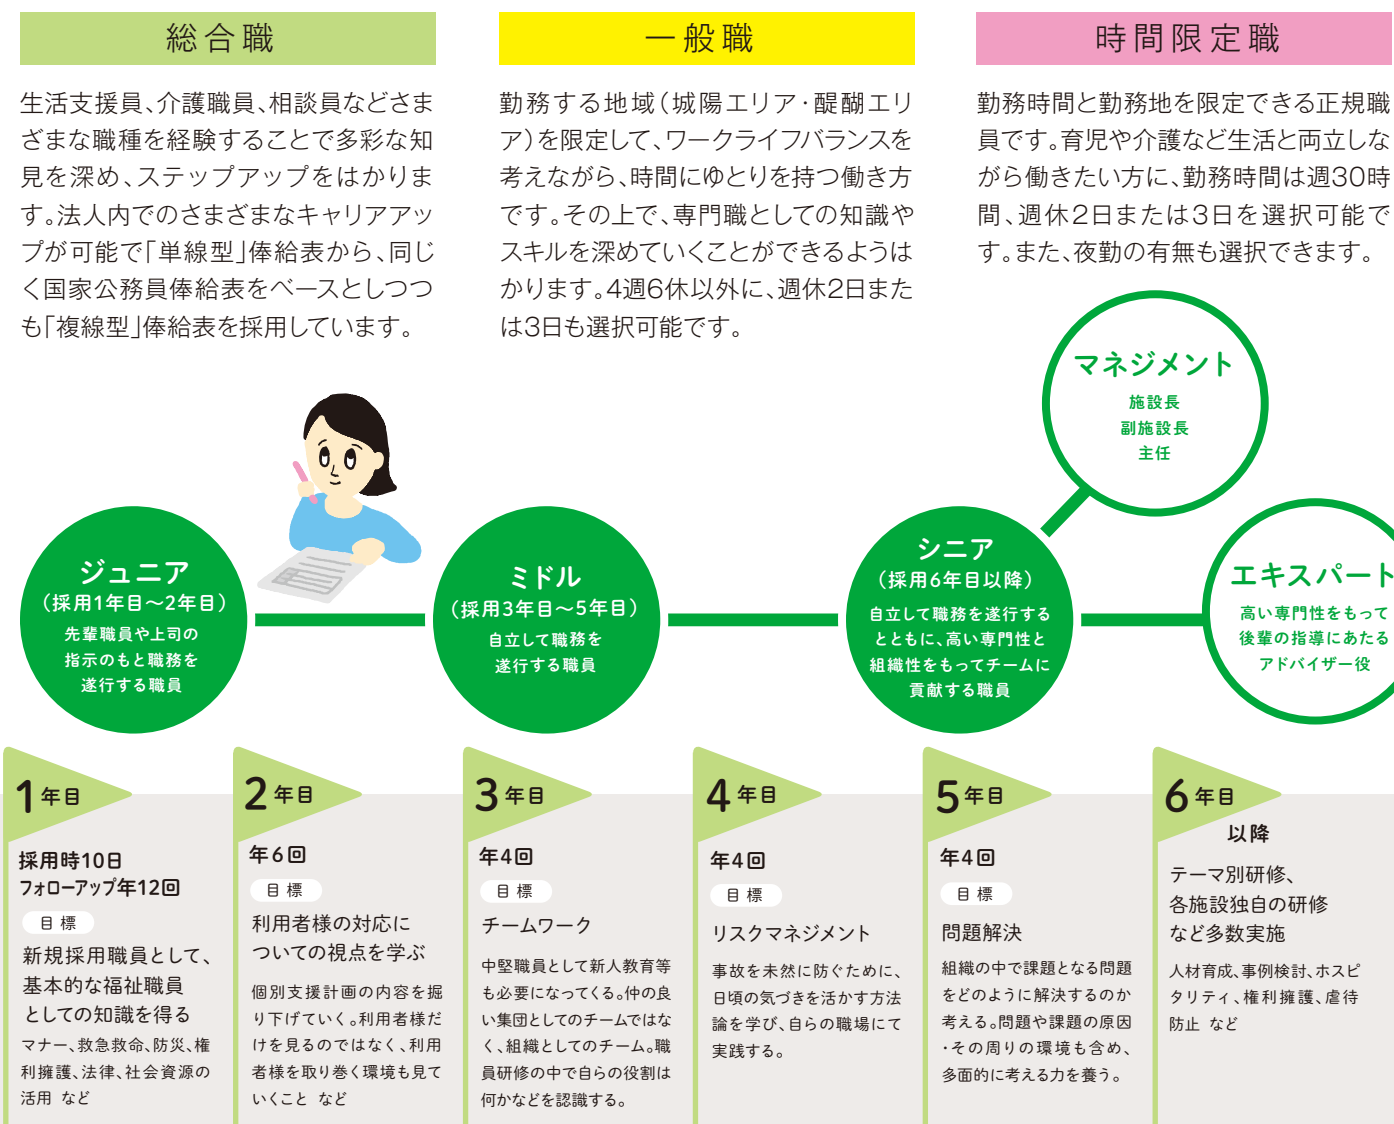 総合職
生活支援員、介護職員、相談員などさま
ざまな職種を経験することで多彩な知
見を深め、ステップアップをはかりま
す。法人内でのさまざまなキャリアアッ
プが可能で「単線型」俸給表から、同じ
く国家公務員俸給表をベースとしつつ
も「複線型」俸給表を採用しています。
一般職
勤務する地域(城陽エリア・醍醐エリ
ア)を限定して、ワークライフバランスを
考えながら、時間にゆとりを持つ働き方
です。その上で、専門職としての知識や
スキルを深めていくことができるようは
かります。4週6休以外に、週休2日また
は3日も選択可能です。
時間限定職
勤務時間と勤務地を限定できる正規職
員です。育児や介護など生活と両立しな
がら働きたい方に、勤務時間は週30時
間、週休2日または3日を選択可能で
す。また、夜勤の有無も選択できます。
マネジメント
施設長
副施設長
主任
ジュニア
(採用1年目〜2年目)
先輩職員や上司の
指示のもと職務を
遂行する職員
ミドル
(採用3年目〜5年目)
自立して職務を
遂行する職員
シニア
(採用6年目以降)
自立して職務を遂行する
とともに、高い専門性と
組織性をもってチームに
貢献する職員
エキスパート
高い専門性をもって
後輩の指導にあたる
アドバイザー役
1年目
採用時10日
フォローアップ年12回
目標
新規採用職員として、
基本的な福祉職員
としての知識を得る
マナー、救急救命、防災、権
利擁護、法律、社会資源の
活用 など
2年目
年6回
目標
利用者様の対応に
ついての視点を学ぶ
個別支援計画の内容を掘
り下げていく。利用者様だ
けを見るのではなく、利用
者様を取り巻く環境も見て
いくこと など
3年目
年4回
目標
チームワーク
中堅職員として新人教育等
も必要になってくる。仲の良
い集団としてのチームではな
く、組織としてのチーム。職
員研修の中で自らの役割は
何かなどを認識する。
4年目
年4回
目標
リスクマネジメント
事故を未然に防ぐために、
日頃の気づきを活かす方法
論を学び、自らの職場にて
実践する。
5年目
年4回
目標
問題解決
組織の中で課題となる問題
をどのように解決するのか
考える。問題や課題の原因
・その周りの環境も含め、
多面的に考える力を養う。
6年目
以降
テーマ別研修、
各施設独自の研修
など多数実施
人材育成、事例検討、ホスピ
タリティ、権利擁護、虐待
防止 など